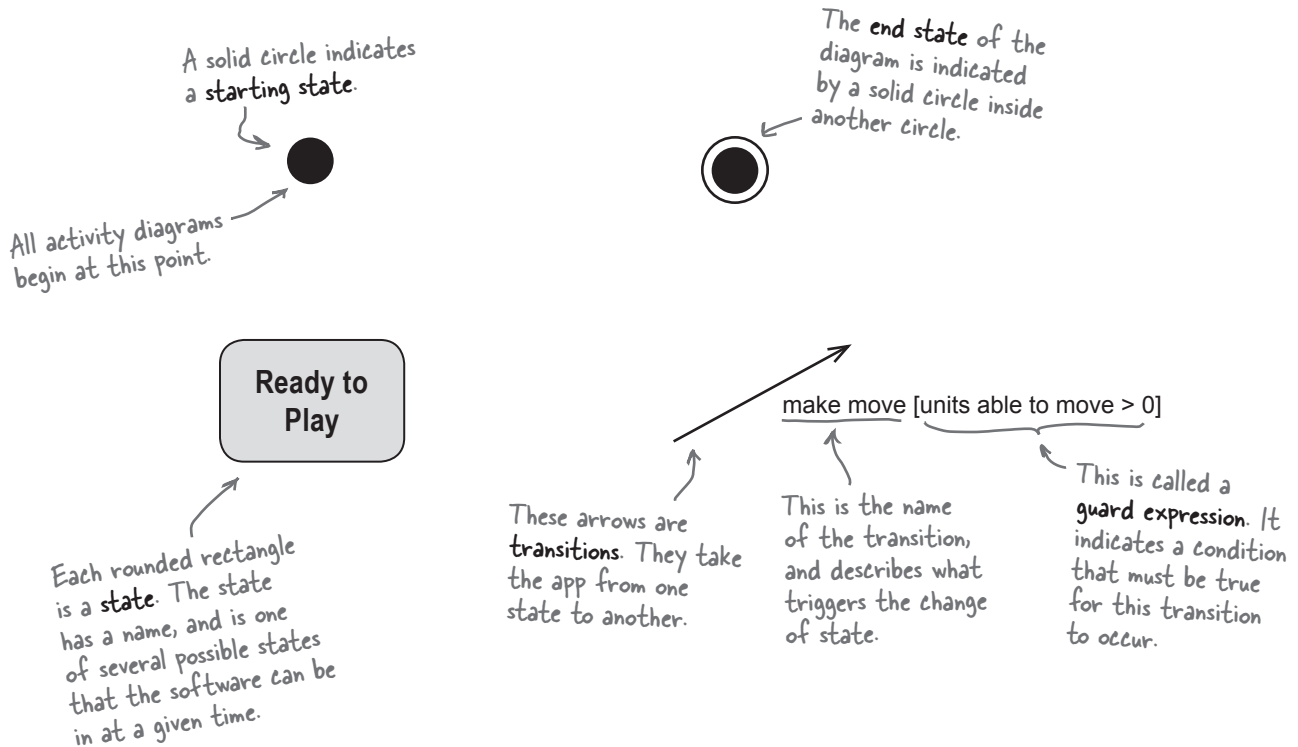 A solid circle indicates
a starting state.
The end state of the
diagram is indicated
by a solid circle inside
another circle.
All activity diagrams
begin at this point.
Ready to
Play
make move [units able to move > 0]
Each rounded rectangle
is a state. The state
has a name, and is one
of several possible states
that the software can be
in at a given time.
These arrows are
transitions. They take
the app from one
state to another.
This is the name
of the transition,
and describes what
triggers the change
of state.
This is called a
guard expression. It
indicates a condition
that must be true
for this transition
to occur.